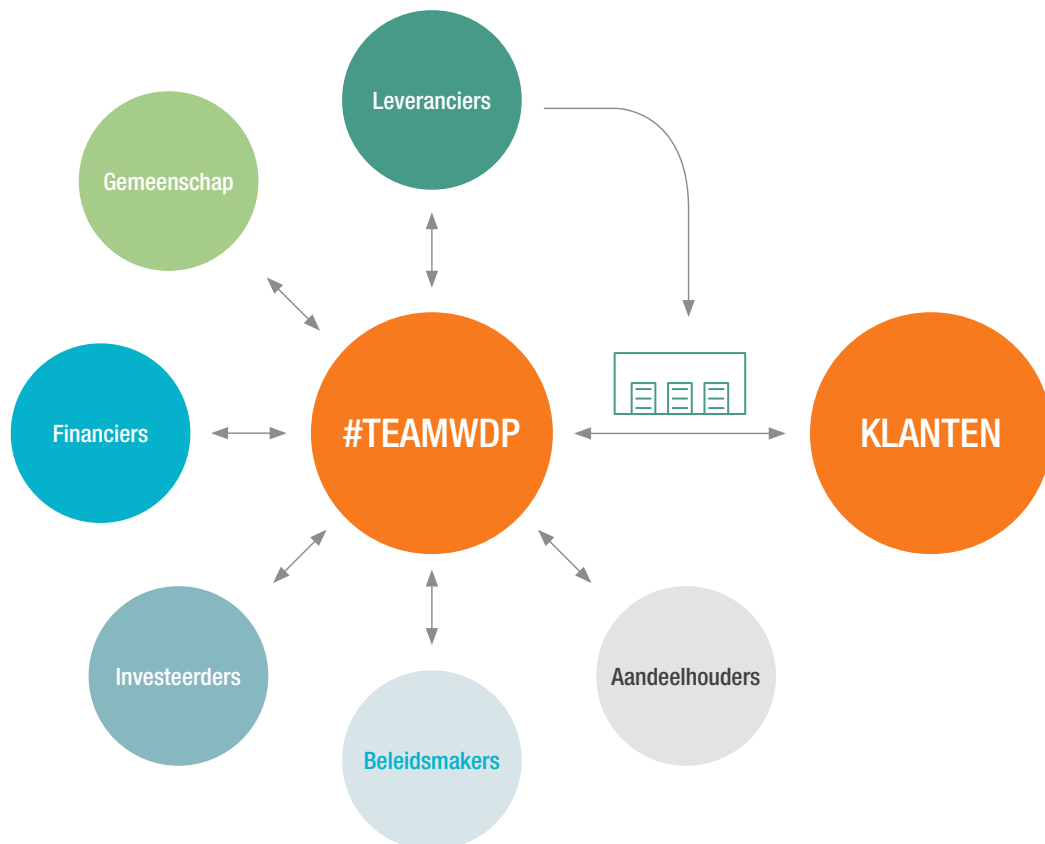 Leveranciers
Gemeenschap
#TEAMWDP
KLANTEN
Financiers
Investeerders
Aandeelhouders
Beleidsmakers